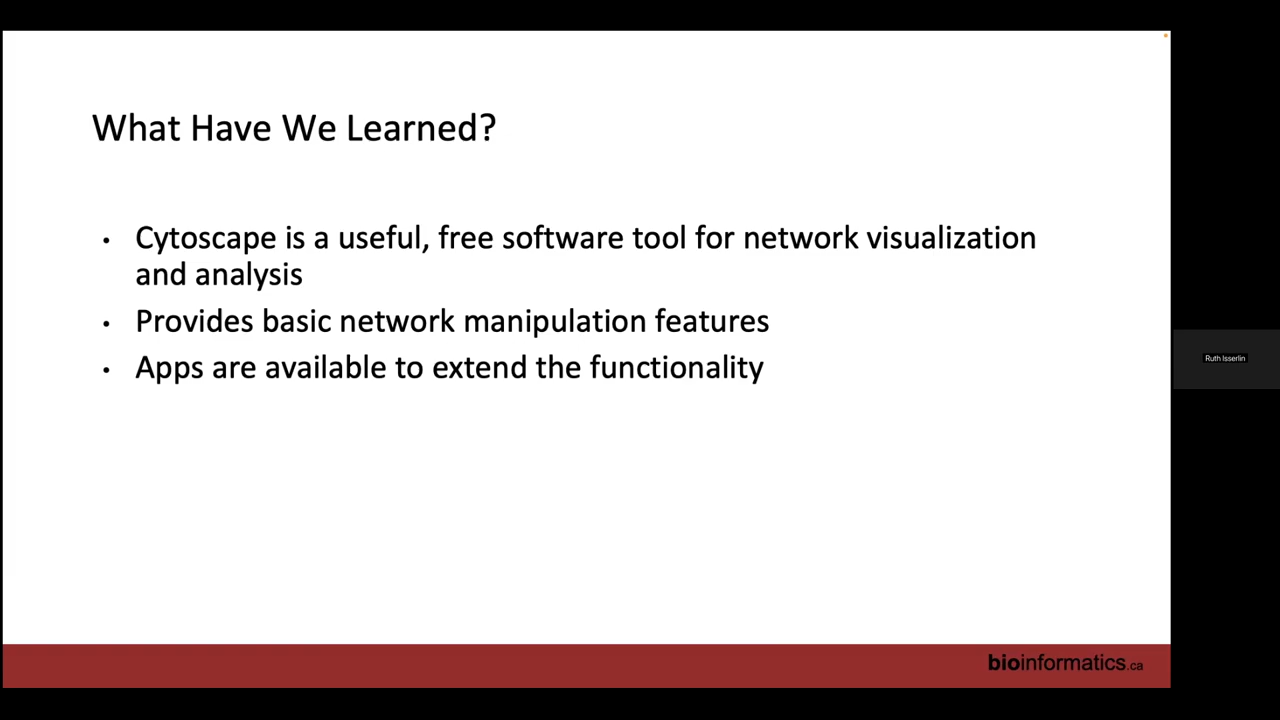 What Have We Learned?
• Cytoscape is a useful, free software tool for network visualization
and analysis
• Provides basic network manipulation features
• Apps are available to extend the functionality
Ruth Isserlin
bioinformatics.ca